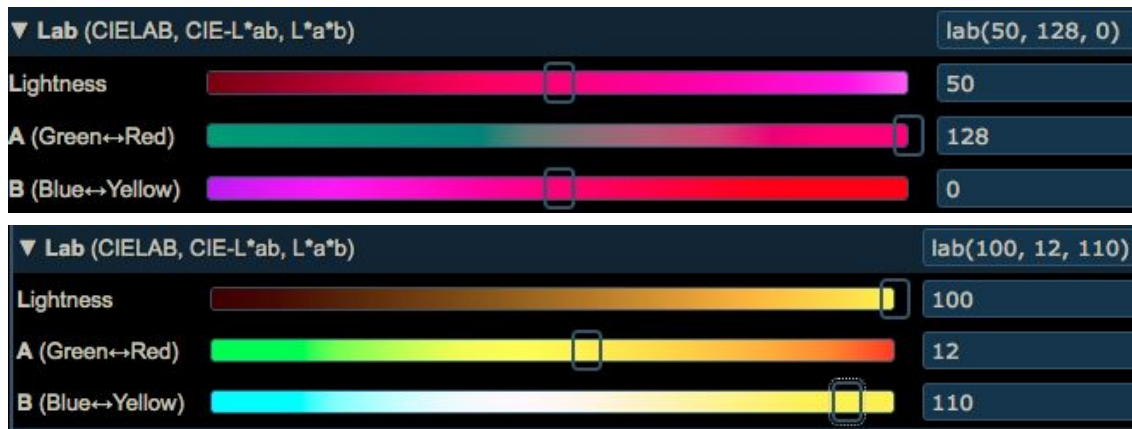 ▼ Lab (CIELAB, CIE-L*ab, L*a*b) lab(50, 128, 0)
Lightness 50
A (Green↔Red) 128
B (Blue↔Yellow) 0
▼ Lab (CIELAB, CIE-L*ab, L*a*b) lab(100, 12, 110)
Lightness 100
A (Green↔Red) 12
B (Blue↔Yellow) 110